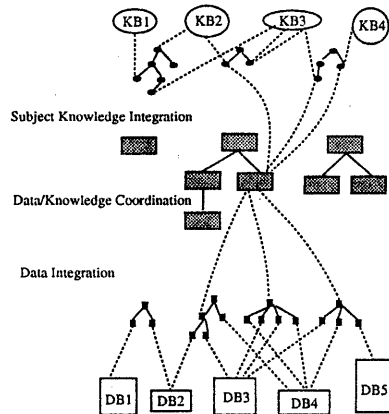 KB1 KB2 KB3 KB4
Subject Knowledge Integration
Data/Knowledge Coordination
Data Integration
DB1 DB2 DB3 DB4 DB5